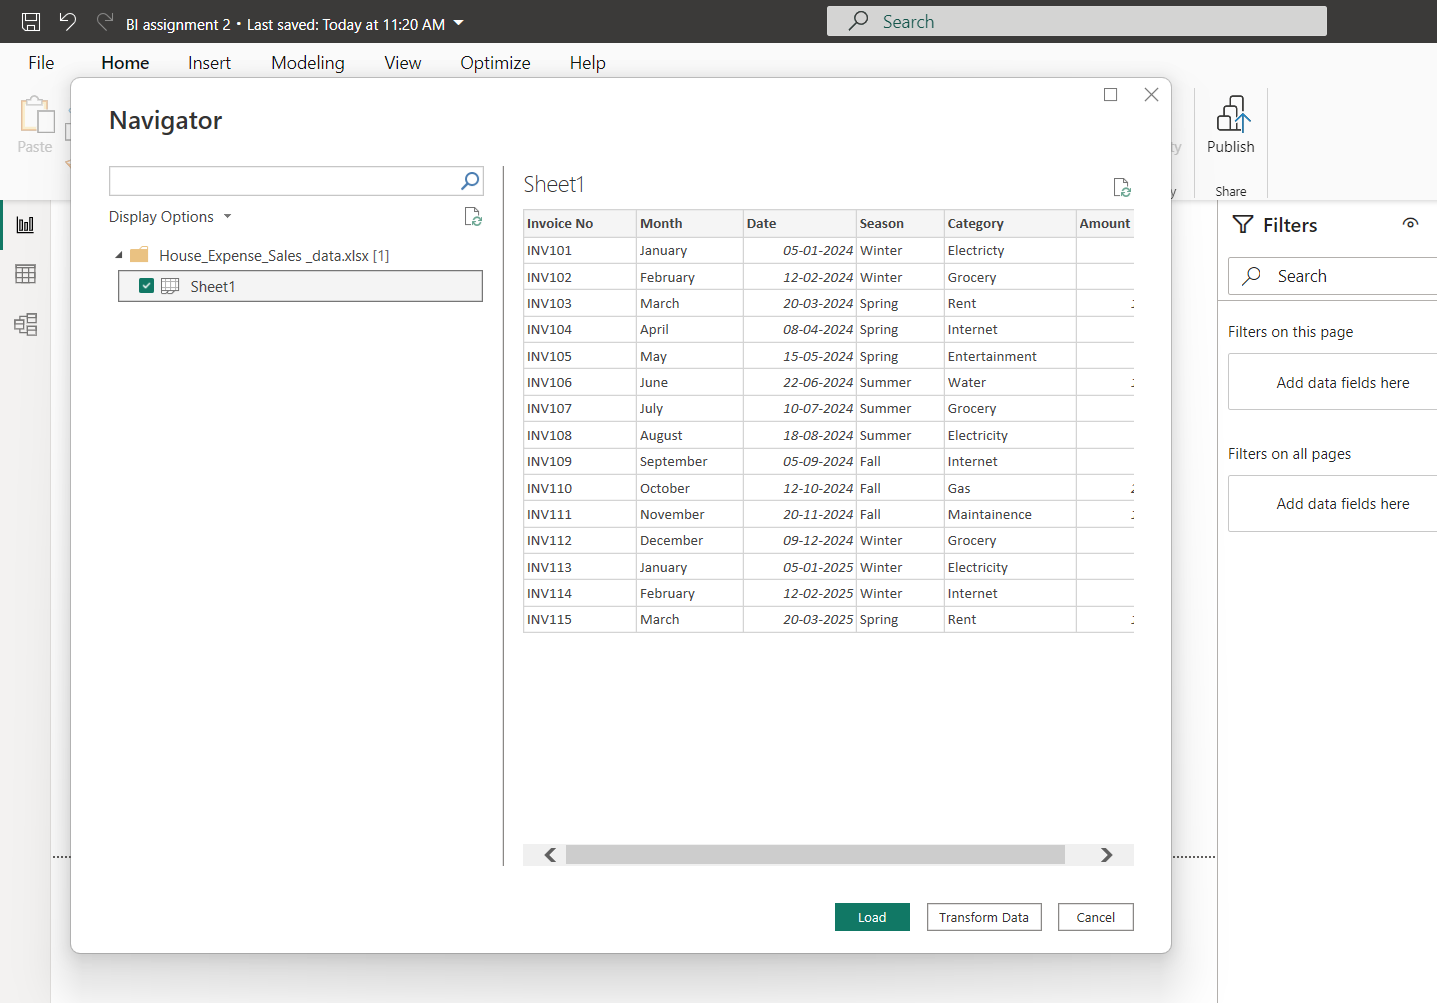 BI assignment 2 • Last saved: Today at 11:20 AM
Search
File Home Insert Modeling View Optimize Help
Paste
Publish
Share
Navigator
Display Options
House_Expense_Sales _data.xlsx [1]
Sheet1
Sheet1
Invoice No Month Date Season Category Amount
INV101 January 05-01-2024 Winter Electricty
INV102 February 12-02-2024 Winter Grocery
INV103 March 20-03-2024 Spring Rent
INV104 April 08-04-2024 Spring Internet
INV105 May 15-05-2024 Spring Entertainment
INV106 June 22-06-2024 Summer Water
INV107 July 10-07-2024 Summer Grocery
INV108 August 18-08-2024 Summer Electricity
INV109 September 05-09-2024 Fall Internet
INV110 October 12-10-2024 Fall Gas
INV111 November 20-11-2024 Fall Maintainence
INV112 December 09-12-2024 Winter Grocery
INV113 January 05-01-2025 Winter Electricity
INV114 February 12-02-2025 Winter Internet
INV115 March 20-03-2025 Spring Rent
Load Transform Data Cancel
Filters
Search
Filters on this page
Add data fields here
Filters on all pages
Add data fields here